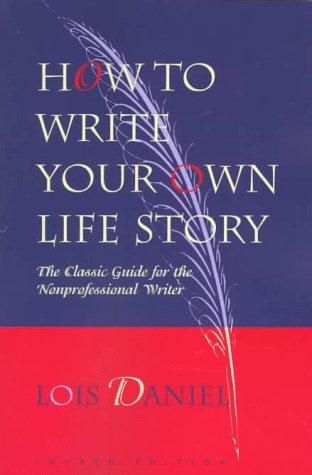 HOW TO
WRITE
YOUR OWN
LIFE STORY
The Classic Guide for the
Nonprofessional Writer
LOIS DANIEL
FOURTH EDITION